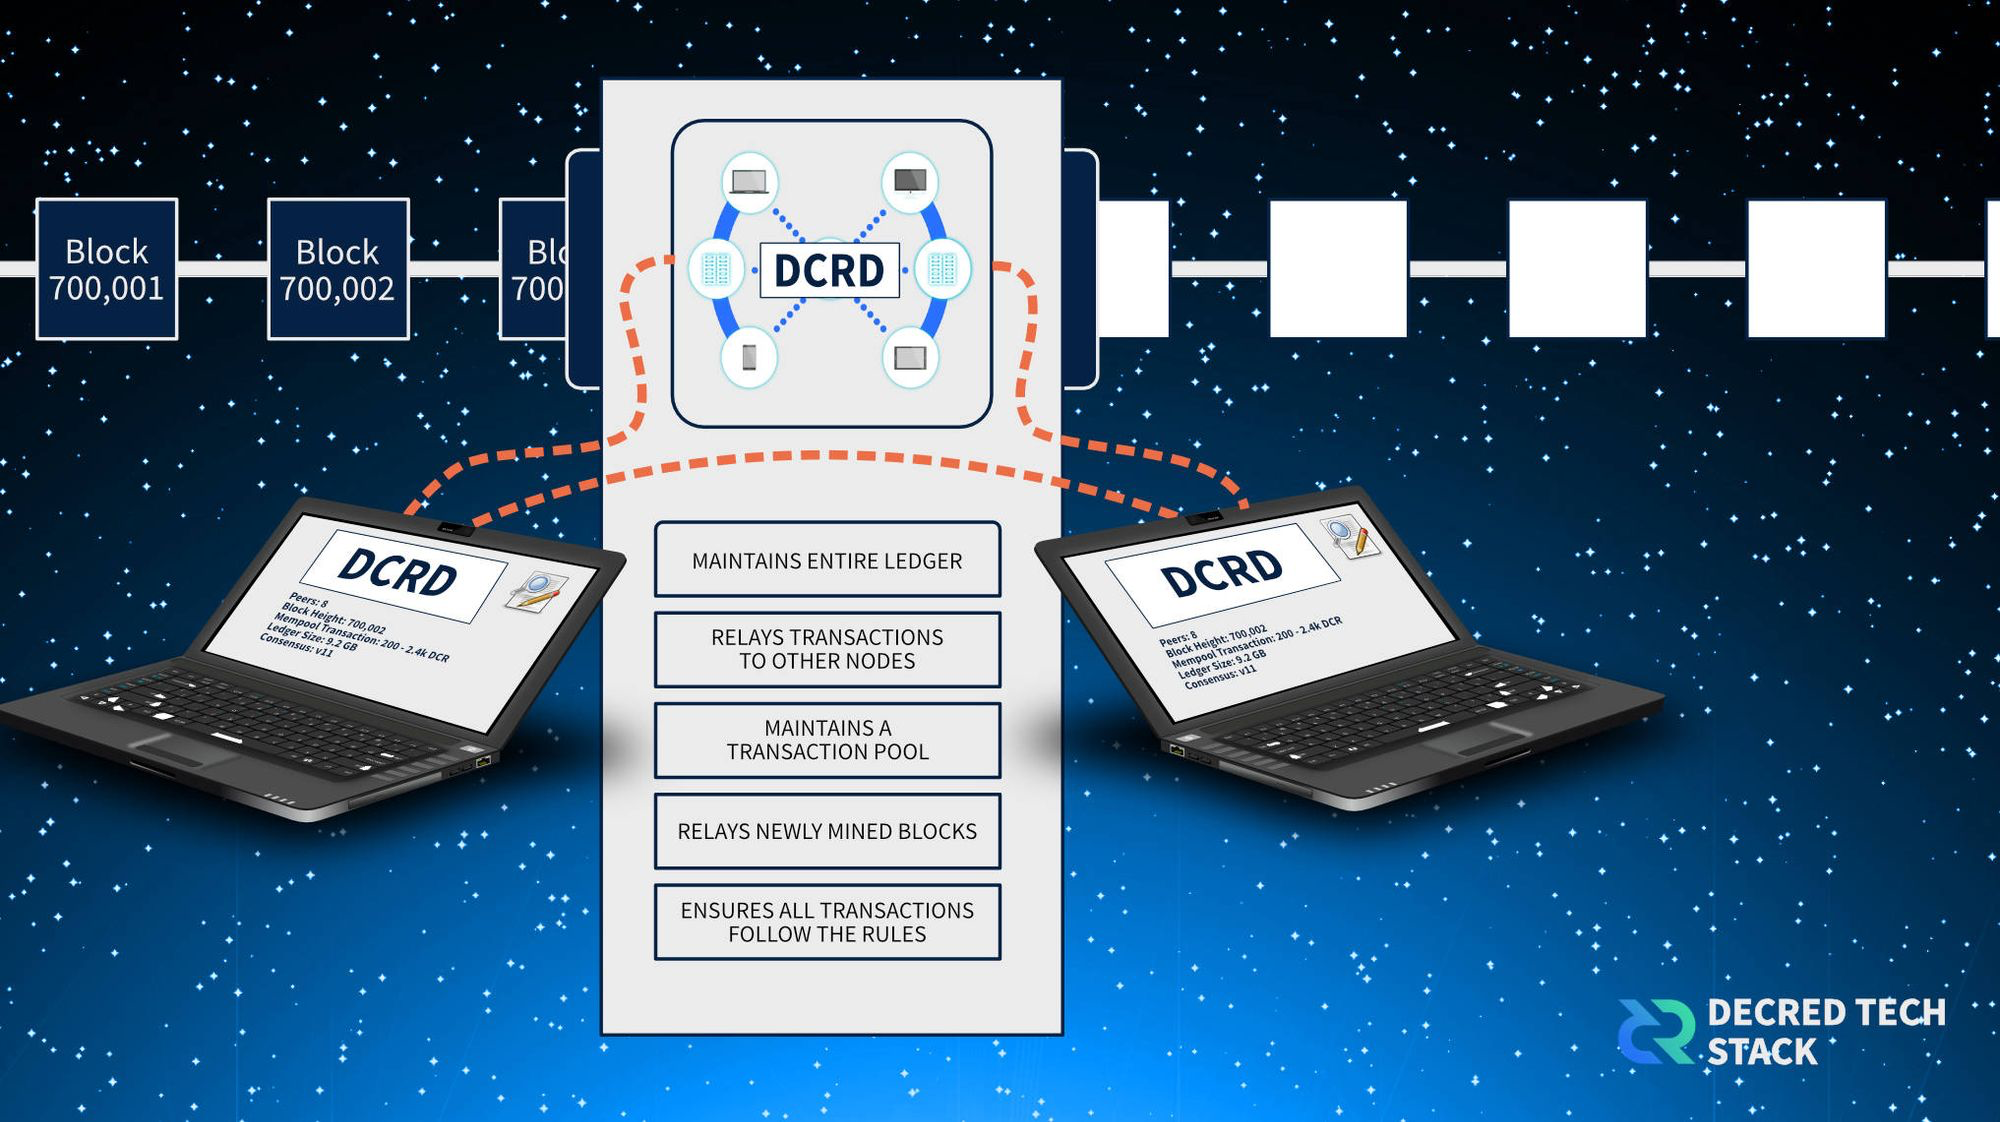 Block
700,001
Block
700,002
Blo
700
DCRD
DCRD
Peers: 8
Block Height: 700,002
Mempool Transaction: 200 - 2.4k DCR
Ledger Size: 9.2 GB
Consensus: v11
DCRD
Peers: 8
Block Height: 700,002
Mempool Transaction: 200 - 2.4k DCR
Ledger Size: 9.2 GB
Consensus: v11
MAINTAINS ENTIRE LEDGER
RELAYS TRANSACTIONS
TO OTHER NODES
MAINTAINS A
TRANSACTION POOL
RELAYS NEWLY MINED BLOCKS
ENSURES ALL TRANSACTIONS
FOLLOW THE RULES
DECRED TECH
STACK